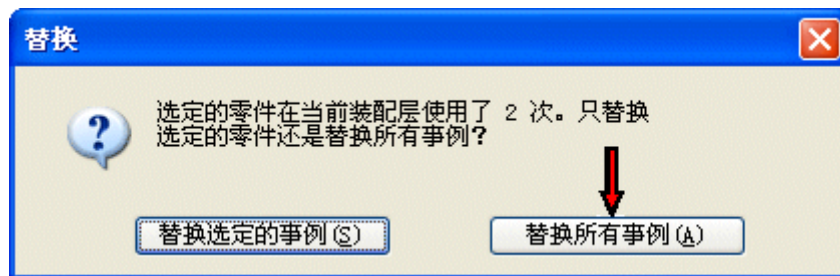 替换
选定的零件在当前装配层使用了 2 次。只替换
选定的零件还是替换所有事例?
替换选定的事例(S)
替换所有事例(A)